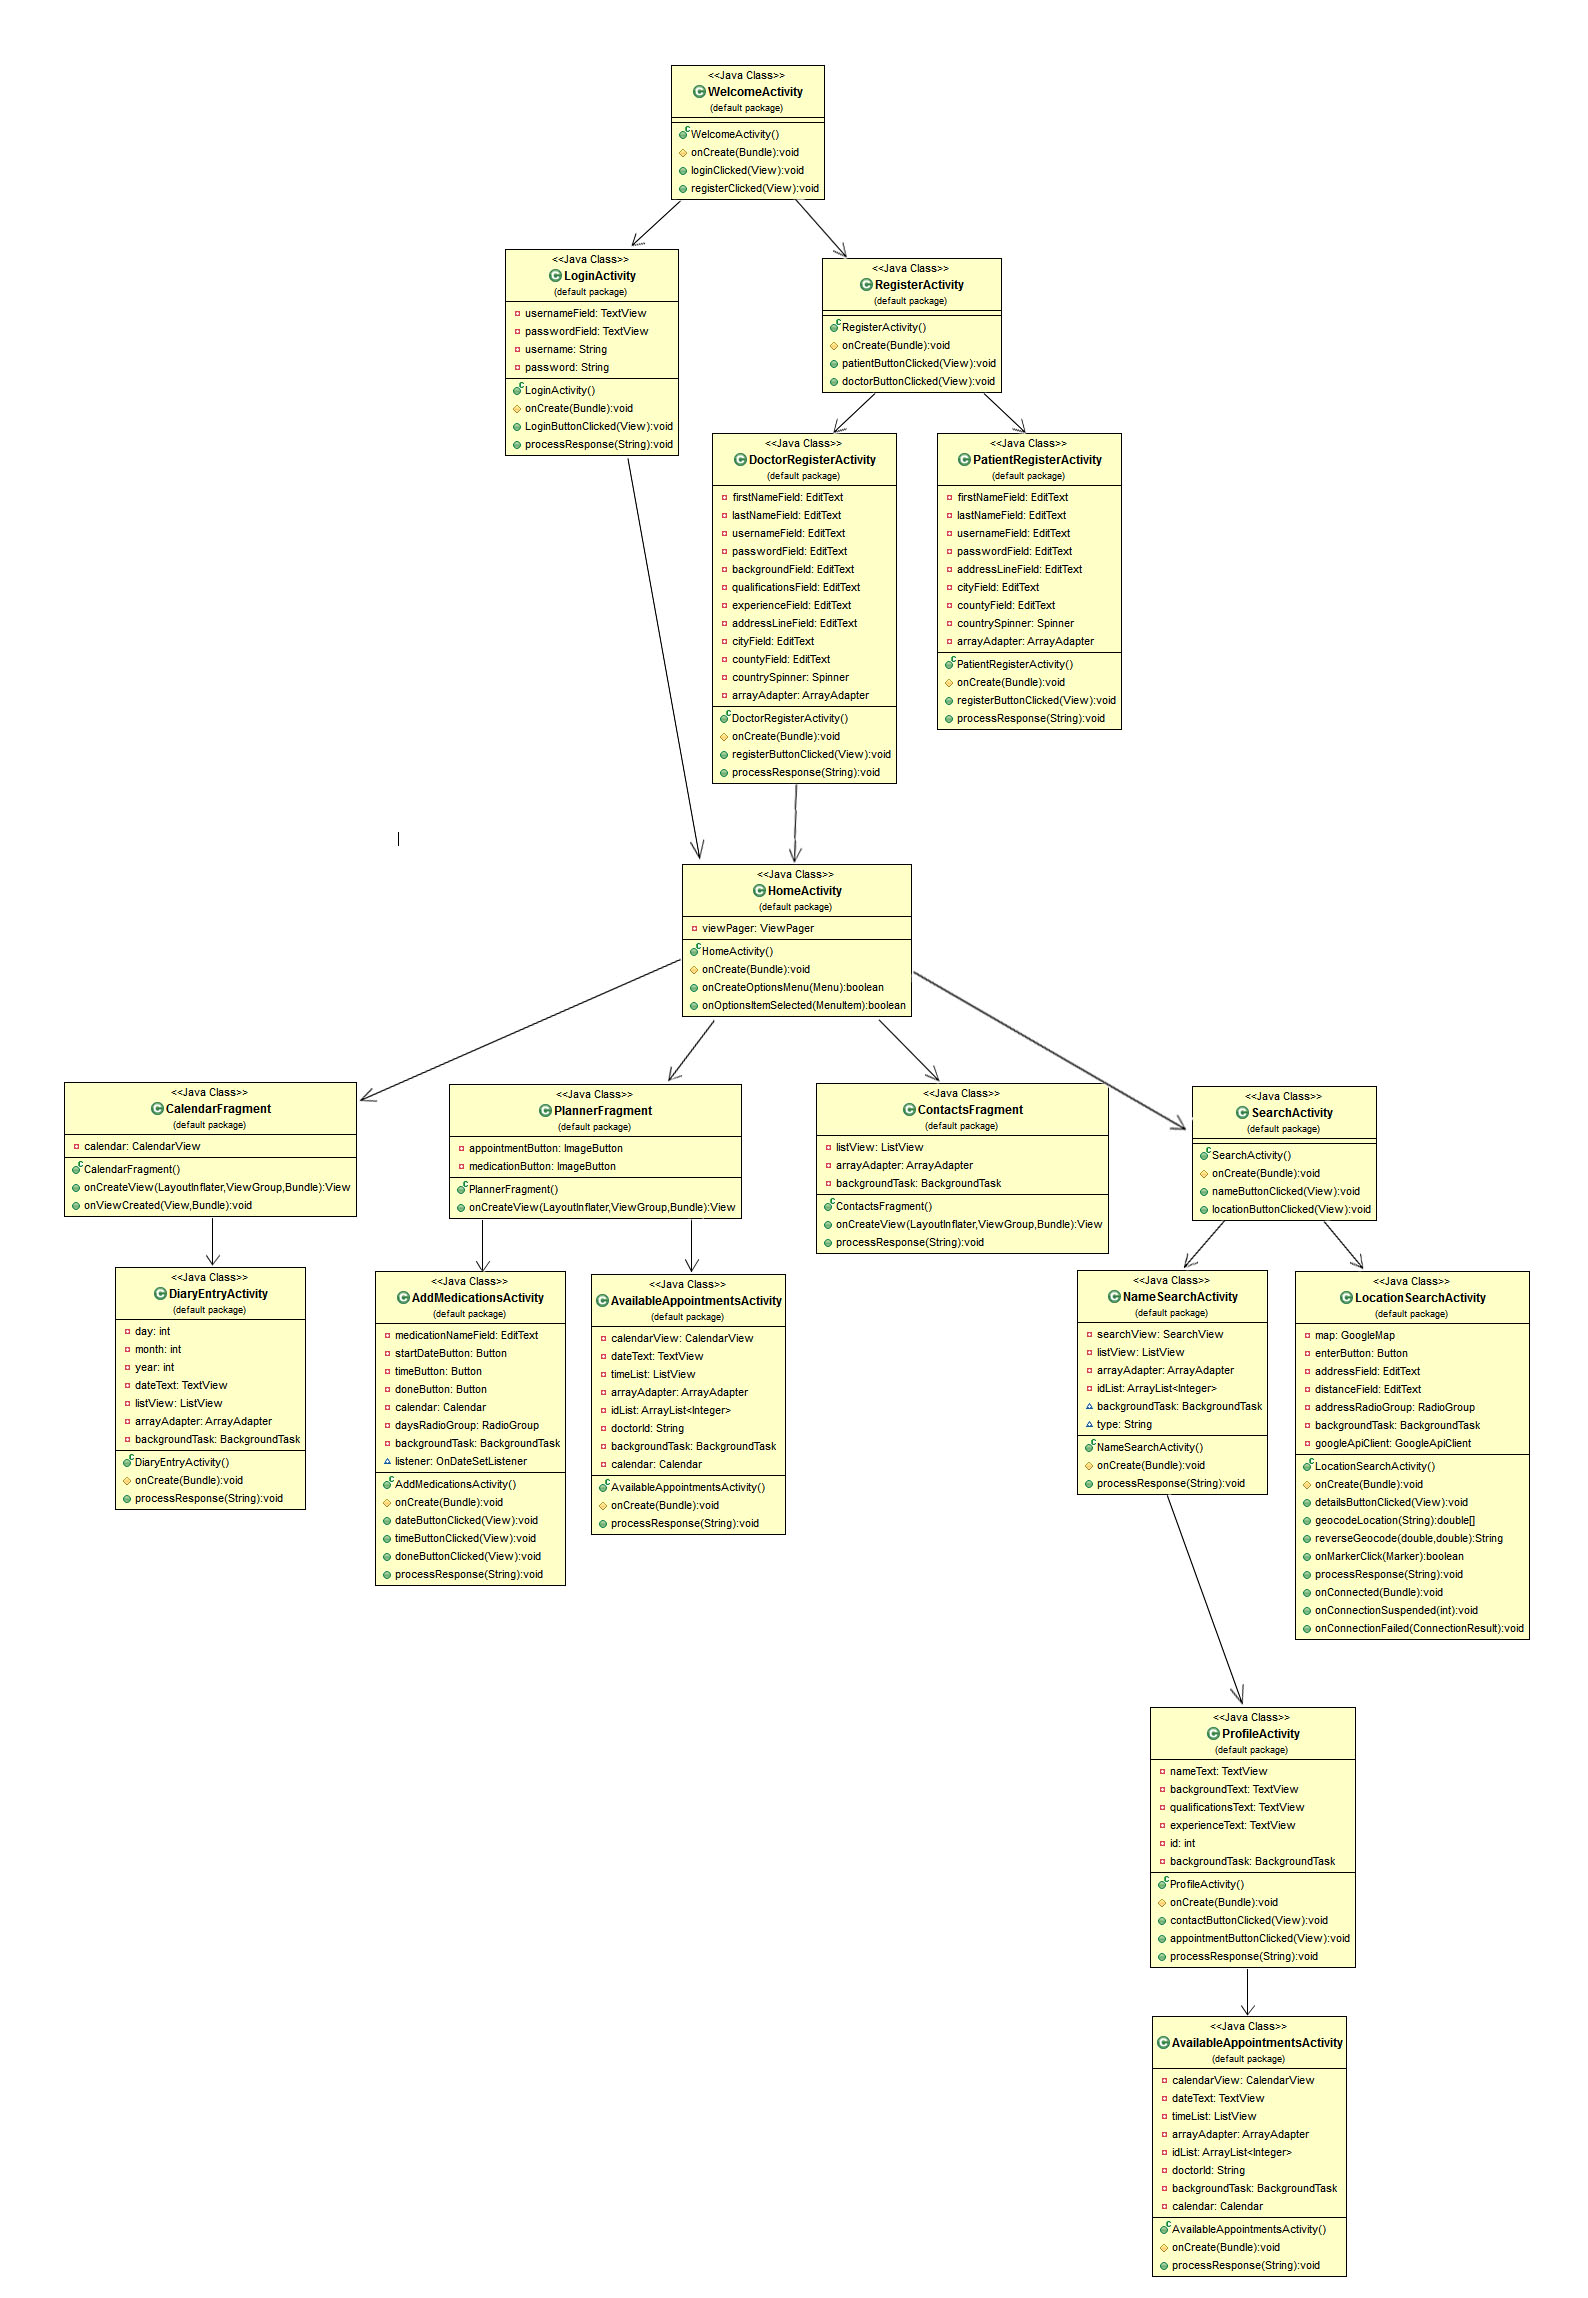 <<Java Class>>
WelcomeActivity
(default package)
WelcomeActivity()
onCreate(Bundle):void
loginClicked(View):void
registerClicked(View):void
<<Java Class>>
LoginActivity
(default package)
usernameField: TextView
passwordField: TextView
username: String
password: String
LoginActivity()
onCreate(Bundle):void
LoginButtonClicked(View):void
processResponse(String):void
<<Java Class>>
RegisterActivity
(default package)
RegisterActivity()
onCreate(Bundle):void
patientButtonClicked(View):void
doctorButtonClicked(View):void
<<Java Class>>
DoctorRegisterActivity
(default package)
firstNameField: EditText
lastNameField: EditText
usernameField: EditText
passwordField: EditText
backgroundField: EditText
qualificationsField: EditText
experienceField: EditText
addressLineField: EditText
cityField: EditText
countyField: EditText
countrySpinner: Spinner
arrayAdapter: ArrayAdapter
DoctorRegisterActivity()
onCreate(Bundle):void
registerButtonClicked(View):void
processResponse(String):void
<<Java Class>>
PatientRegisterActivity
(default package)
firstNameField: EditText
lastNameField: EditText
usernameField: EditText
passwordField: EditText
addressLineField: EditText
cityField: EditText
countyField: EditText
countrySpinner: Spinner
arrayAdapter: ArrayAdapter
PatientRegisterActivity()
onCreate(Bundle):void
registerButtonClicked(View):void
processResponse(String):void
<<Java Class>>
HomeActivity
(default package)
viewPager: ViewPager
HomeActivity()
onCreate(Bundle):void
onCreateOptionsMenu(Menu):boolean
onOptionsItemSelected(MenuItem):boolean
<<Java Class>>
CalendarFragment
(default package)
calendar: CalendarView
CalendarFragment()
onCreateView(LayoutInflater,ViewGroup,Bundle):View
onViewCreated(View,Bundle):void
<<Java Class>>
PlannerFragment
(default package)
appointmentButton: ImageButton
medicationButton: ImageButton
PlannerFragment()
onCreateView(LayoutInflater,ViewGroup,Bundle):View
<<Java Class>>
ContactsFragment
(default package)
listView: ListView
arrayAdapter: ArrayAdapter
backgroundTask: BackgroundTask
ContactsFragment()
onCreateView(LayoutInflater,ViewGroup,Bundle):View
processResponse(String):void
<<Java Class>>
SearchActivity
(default package)
SearchActivity()
onCreate(Bundle):void
nameButtonClicked(View):void
locationButtonClicked(View):void
<<Java Class>>
DiaryEntryActivity
(default package)
day: int
month: int
year: int
dateText: TextView
listView: ListView
arrayAdapter: ArrayAdapter
backgroundTask: BackgroundTask
DiaryEntryActivity()
onCreate(Bundle):void
processResponse(String):void
<<Java Class>>
AddMedicationsActivity
(default package)
medicationNameField: EditText
startDateButton: Button
timeButton: Button
doneButton: Button
calendar: Calendar
daysRadioGroup: RadioGroup
backgroundTask: BackgroundTask
listener: OnDateSetListener
AddMedicationsActivity()
onCreate(Bundle):void
dateButtonClicked(View):void
timeButtonClicked(View):void
doneButtonClicked(View):void
processResponse(String):void
<<Java Class>>
AvailableAppointmentsActivity
(default package)
calendarView: CalendarView
dateText: TextView
timeList: ListView
arrayAdapter: ArrayAdapter
idList: ArrayList<Integer>
doctorId: String
backgroundTask: BackgroundTask
calendar: Calendar
AvailableAppointmentsActivity()
onCreate(Bundle):void
processResponse(String):void
<<Java Class>>
NameSearchActivity
(default package)
searchView: SearchView
listView: ListView
arrayAdapter: ArrayAdapter
idList: ArrayList<Integer>
backgroundTask: BackgroundTask
type: String
NameSearchActivity()
onCreate(Bundle):void
processResponse(String):void
<<Java Class>>
LocationSearchActivity
(default package)
map: GoogleMap
enterButton: Button
addressField: EditText
distanceField: EditText
addressRadioGroup: RadioGroup
backgroundTask: BackgroundTask
googleApiClient: GoogleApiClient
LocationSearchActivity()
onCreate(Bundle):void
detailsButtonClicked(View):void
geocodeLocation(String):double[]
reverseGeocode(double,double):String
onMarkerClick(Marker):boolean
processResponse(String):void
onConnected(Bundle):void
onConnectionSuspended(int):void
onConnectionFailed(ConnectionResult):void
<<Java Class>>
ProfileActivity
(default package)
nameText: TextView
backgroundText: TextView
qualificationsText: TextView
experienceText: TextView
id: int
backgroundTask: BackgroundTask
ProfileActivity()
onCreate(Bundle):void
contactButtonClicked(View):void
appointmentButtonClicked(View):void
processResponse(String):void
<<Java Class>>
AvailableAppointmentsActivity
(default package)
calendarView: CalendarView
dateText: TextView
timeList: ListView
arrayAdapter: ArrayAdapter
idList: ArrayList<Integer>
doctorId: String
backgroundTask: BackgroundTask
calendar: Calendar
AvailableAppointmentsActivity()
onCreate(Bundle):void
processResponse(String):void